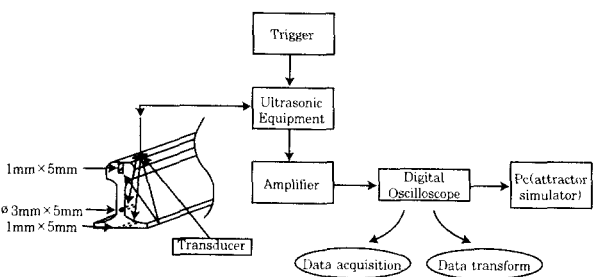 Trigger
Ultrasonic
Equipment
1mm×5mm
Amplifier
Digital
Oscilloscope
Pc(attractor
simulator)
ø 3mm×5mm
1mm×5mm
Transducer
Data acquisition
Data transform